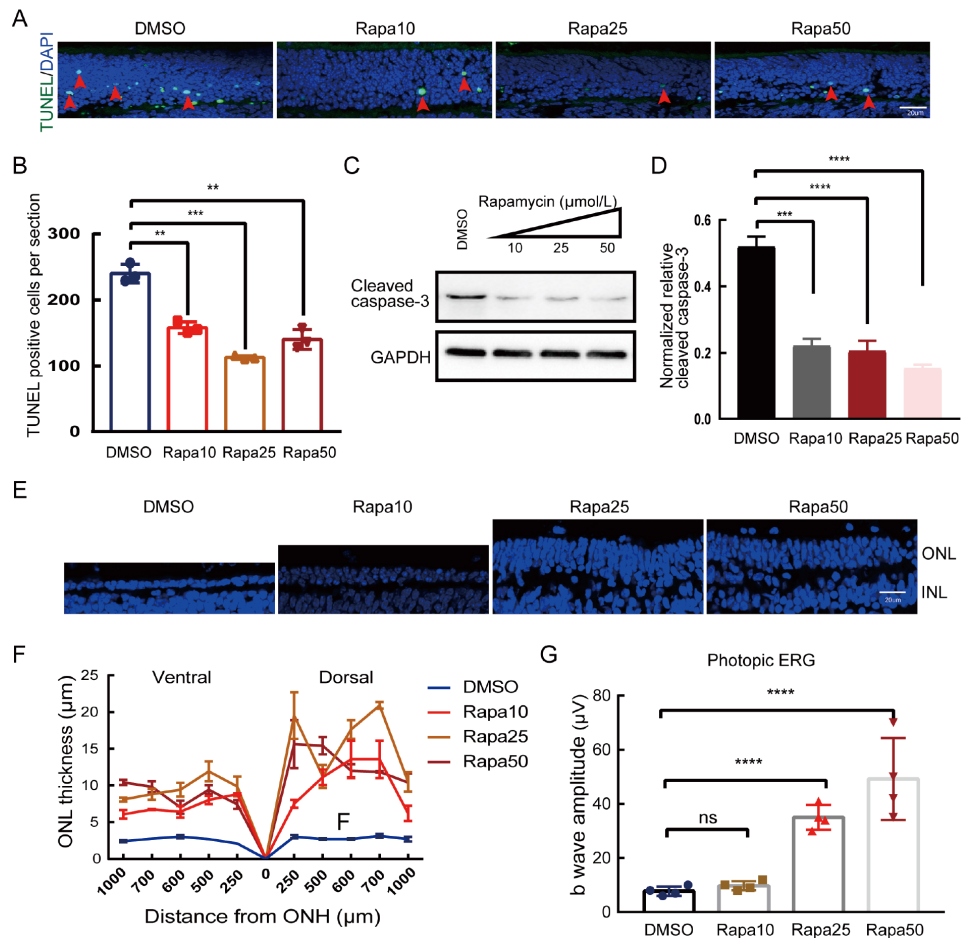 A
DMSO
Rapa10
Rapa25
Rapa50
TUNEL/DAPI
20um
B
TUNEL positive cells per section
300
200
100
0
**
***
**
DMSO
Rapa10
Rapa25
Rapa50
C
Rapamycin (μmol/L)
DMSO
10
25
50
Cleaved
caspase-3
GAPDH
D
Normalized relative
cleaved caspase-3
0.6
0.4
0.2
0.0
****
****
***
DMSO
Rapa10
Rapa25
Rapa50
E
DMSO
Rapa10
Rapa25
Rapa50
ONL
INL
20um
F
ONL thickness (μm)
25
20
15
10
5
0
Ventral
Dorsal
F
DMSO
Rapa10
Rapa25
Rapa50
1000
700
600
500
250
0
250
500
600
700
1000
Distance from ONH (μm)
G
Photopic ERG
b wave amplitude (μV)
80
60
40
20
0
****
****
ns
DMSO
Rapa10
Rapa25
Rapa50